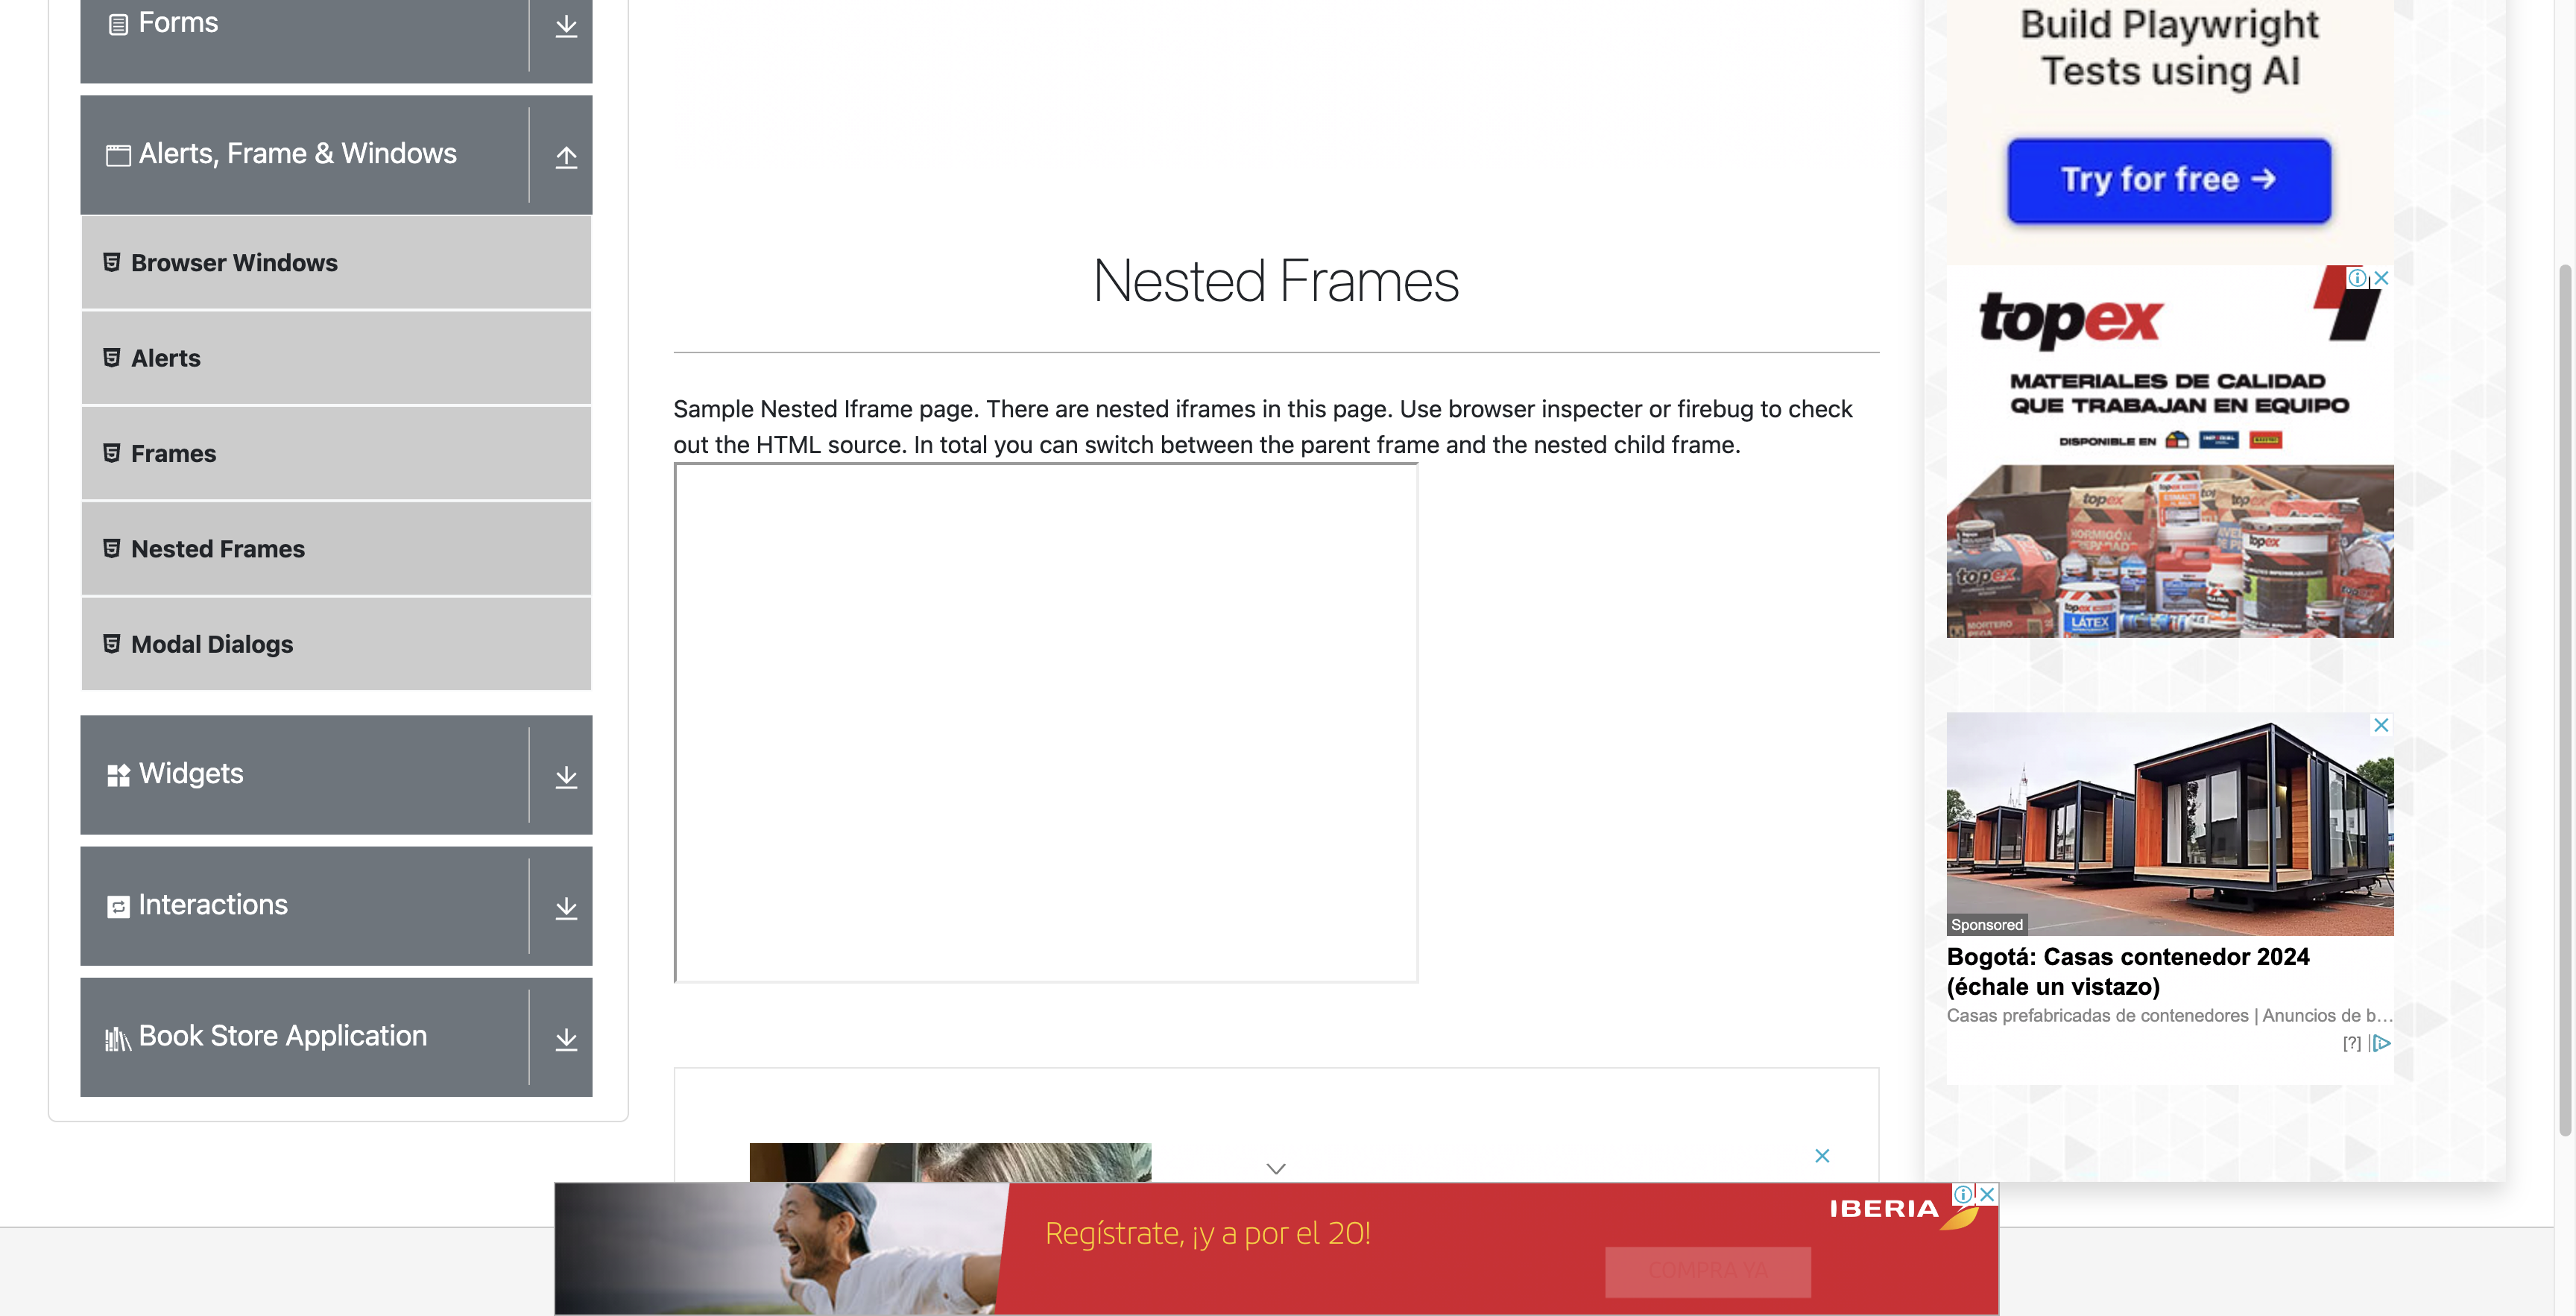 Forms
Alerts, Frame & Windows
Browser Windows
Alerts
Frames
Nested Frames
Modal Dialogs
Widgets
Interactions
Book Store Application
Nested Frames
Sample Nested Iframe page. There are nested iframes in this page. Use browser inspecter or firebug to check
out the HTML source. In total you can switch between the parent frame and the nested child frame.
Build Playwright
Tests using AI
Try for free →
topex
MATERIALES DE CALIDAD
QUE TRABAJAN EN EQUIPO
DISPONIBLE EN
topex
topex
topex
topex
topex
LÁTEX
Sponsored
Bogotá: Casas contenedor 2024
(échale un vistazo)
Casas prefabricadas de contenedores | Anuncios de b...
[?] |
Regístrate, ¡y a por el 20!
IBERIA
COMPRA YA